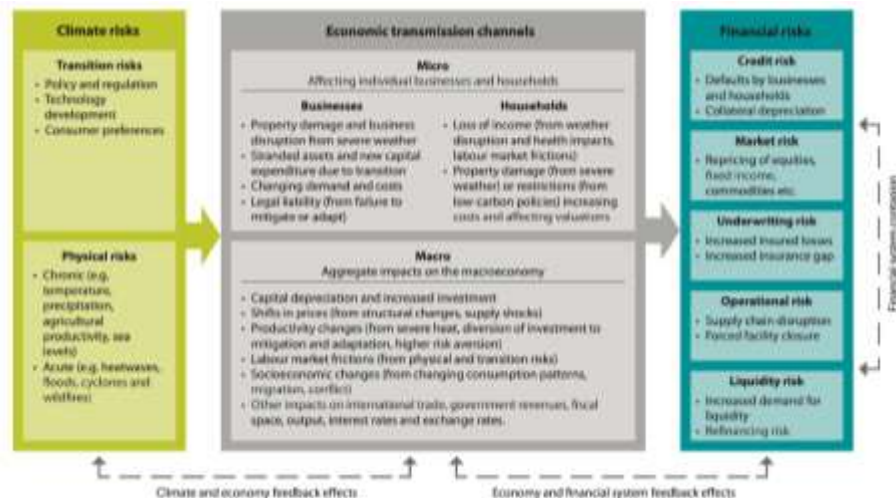 Climate risks
Transition risks
• Policy and regulation
• Technology
development
• Consumer preferences
Physical risks
• Chronic (e.g.
temperature,
precipitation,
agricultural
productivity, sea
levels)
• Acute (e.g. heatwaves,
floods, cyclones and
wildfires)
Economic transmission channels
Micro
Affecting individual businesses and households
Businesses
• Property damage and business
disruption from severe weather
• Stranded assets and new capital
expenditure due to transition
• Changing demand and costs
• Legal liability (from failure to
mitigate or adapt)
Households
• Loss of income (from weather
disruption and health impacts,
labour market frictions)
• Property damage (from severe
weather) or restrictions (from
low-carbon policies) increasing
costs and affecting valuations
Macro
Aggregate impacts on the macroeconomy
• Capital depreciation and increased investment
• Shifts in prices (from structural changes, supply shocks)
• Productivity changes (from severe heat, diversion of investment to
mitigation and adaptation, higher risk aversion)
• Labour market frictions (from physical and transition risks)
• Socioeconomic changes (from changing consumption patterns,
migration, conflict)
• Other impacts on international trade, government revenues, fiscal
space, output, interest rates and exchange rates.
Financial risks
Credit risk
• Defaults by businesses
and households
• Collateral depreciation
Market risk
• Repricing of equities,
fixed income,
commodities etc.
Underwriting risk
• Increased insured losses
• Increased insurance gap
Operational risk
• Supply chain disruption
• Forced facility closure
Liquidity risk
• Increased demand for
liquidity
• Refinancing risk
Financial system contagion
Climate and economy feedback effects
Economy and financial system feedback effects